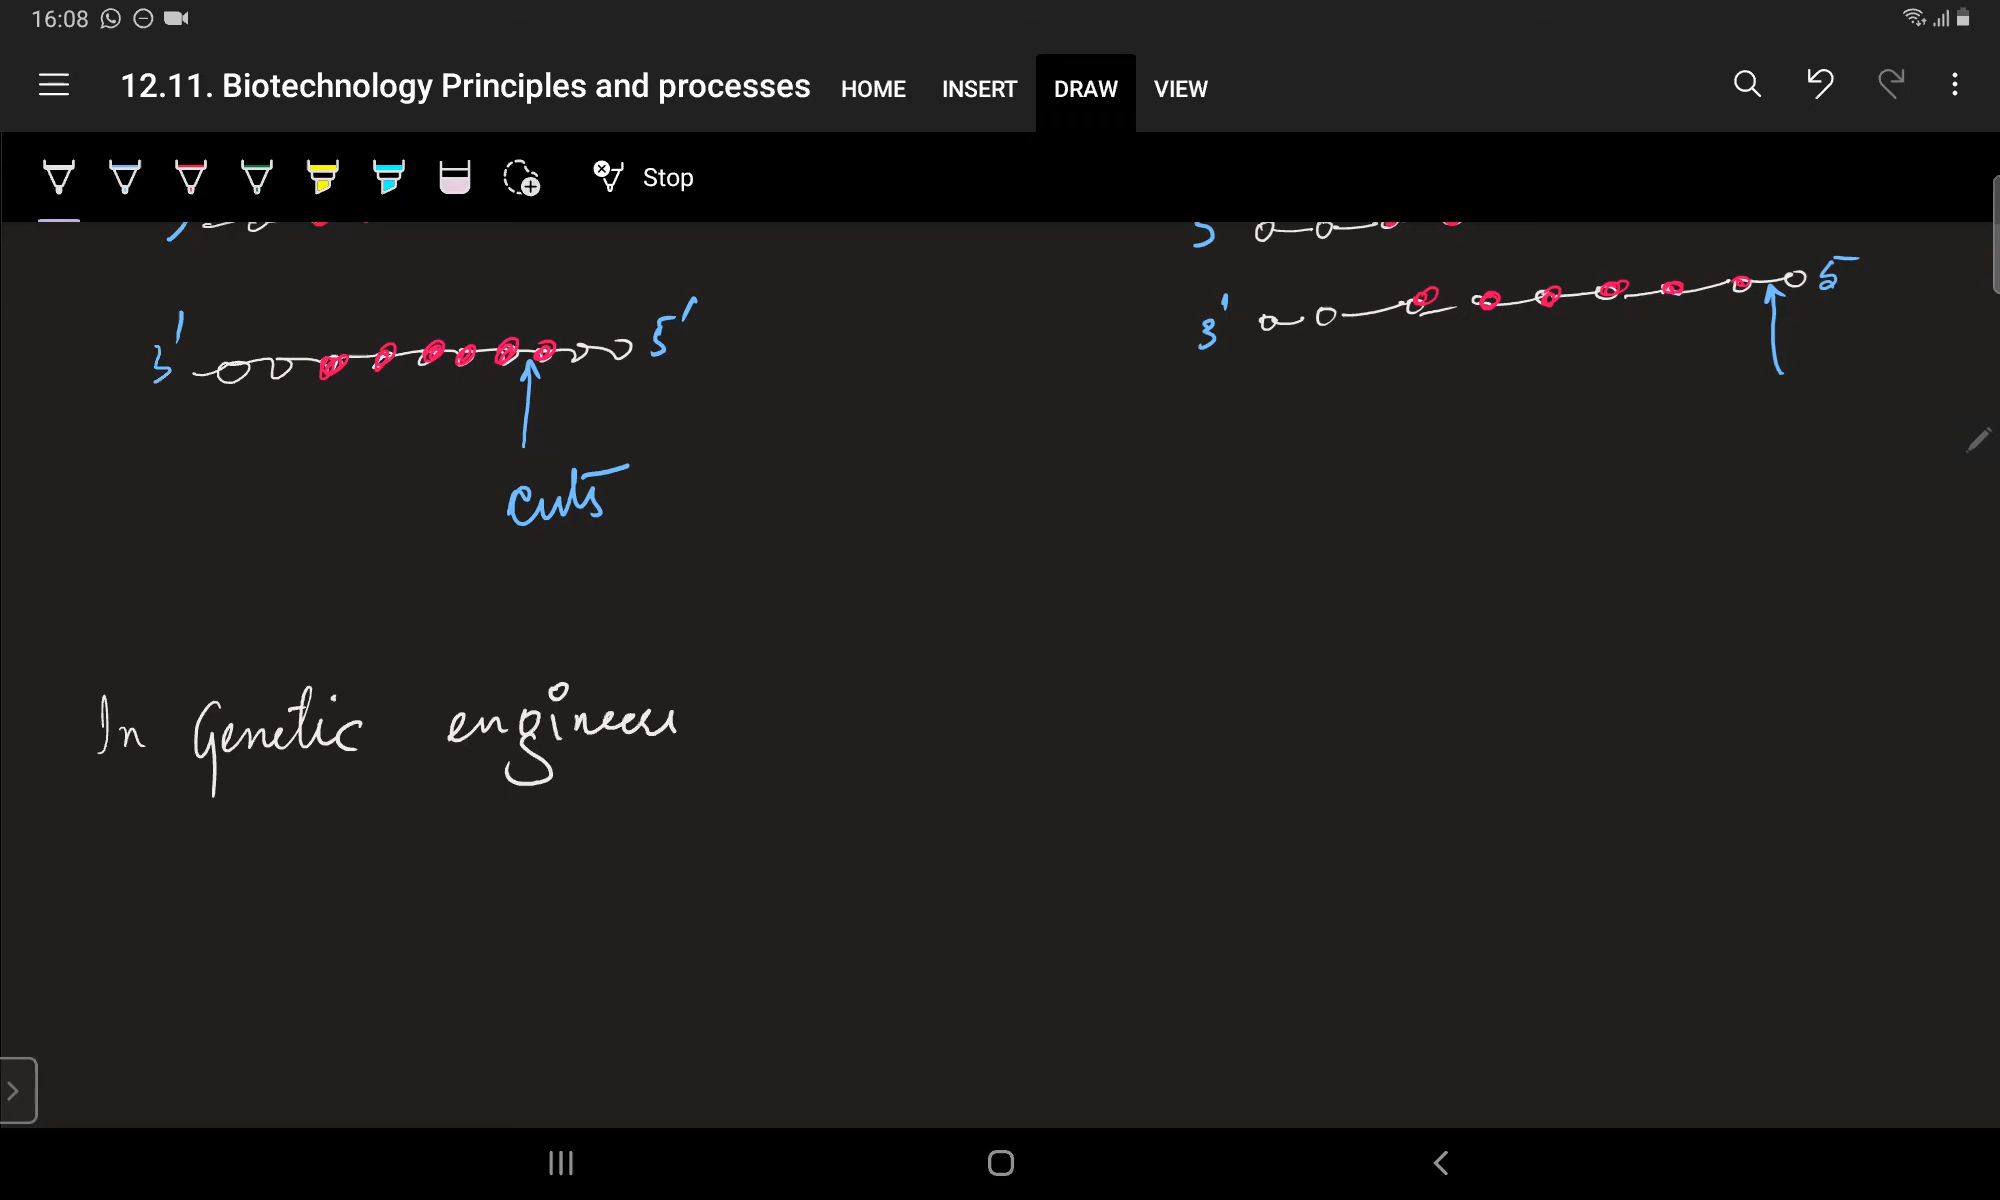 16:08
12.11. Biotechnology Principles and processes HOME INSERT DRAW VIEW
Stop
3' 5'
3' 5
cuts
In Genetic engineer